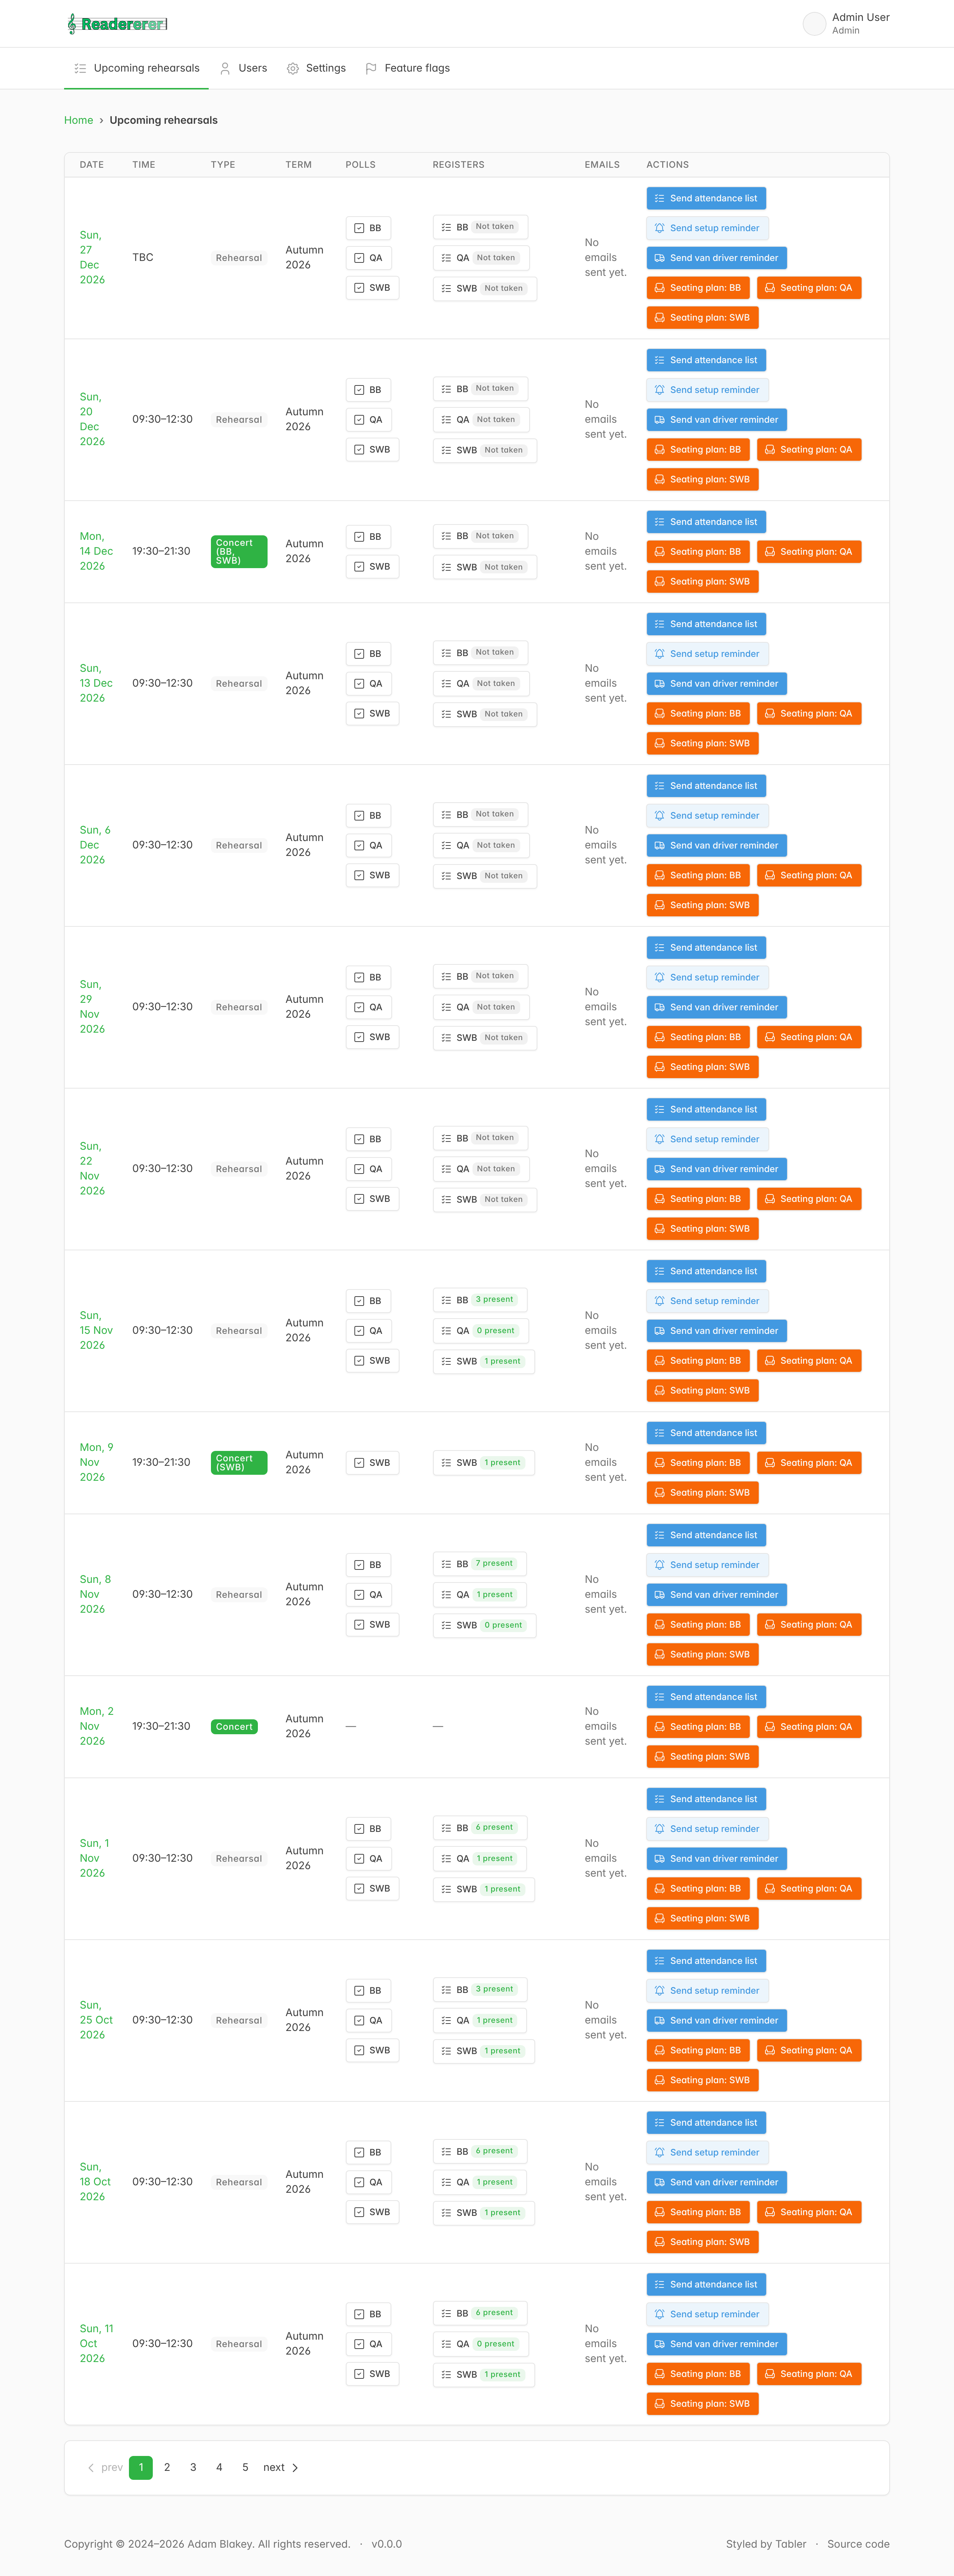 Readererer
Admin User
Admin
Upcoming rehearsals Users Settings Feature flags
Home › Upcoming rehearsals
DATE TIME TYPE TERM POLLS REGISTERS EMAILS ACTIONS
Sun, 27 Dec 2026 TBC Rehearsal Autumn 2026 BB QA SWB BB Not taken QA Not taken SWB Not taken No emails sent yet. Send attendance list Send setup reminder Send van driver reminder Seating plan: BB Seating plan: QA Seating plan: SWB
Sun, 20 Dec 2026 09:30–12:30 Rehearsal Autumn 2026 BB QA SWB BB Not taken QA Not taken SWB Not taken No emails sent yet. Send attendance list Send setup reminder Send van driver reminder Seating plan: BB Seating plan: QA Seating plan: SWB
Mon, 14 Dec 2026 19:30–21:30 Concert (BB, SWB) Autumn 2026 BB SWB BB Not taken SWB Not taken No emails sent yet. Send attendance list Seating plan: BB Seating plan: QA Seating plan: SWB
Sun, 13 Dec 2026 09:30–12:30 Rehearsal Autumn 2026 BB QA SWB BB Not taken QA Not taken SWB Not taken No emails sent yet. Send attendance list Send setup reminder Send van driver reminder Seating plan: BB Seating plan: QA Seating plan: SWB
Sun, 6 Dec 2026 09:30–12:30 Rehearsal Autumn 2026 BB QA SWB BB Not taken QA Not taken SWB Not taken No emails sent yet. Send attendance list Send setup reminder Send van driver reminder Seating plan: BB Seating plan: QA Seating plan: SWB
Sun, 29 Nov 2026 09:30–12:30 Rehearsal Autumn 2026 BB QA SWB BB Not taken QA Not taken SWB Not taken No emails sent yet. Send attendance list Send setup reminder Send van driver reminder Seating plan: BB Seating plan: QA Seating plan: SWB
Sun, 22 Nov 2026 09:30–12:30 Rehearsal Autumn 2026 BB QA SWB BB Not taken QA Not taken SWB Not taken No emails sent yet. Send attendance list Send setup reminder Send van driver reminder Seating plan: BB Seating plan: QA Seating plan: SWB
Sun, 15 Nov 2026 09:30–12:30 Rehearsal Autumn 2026 BB QA SWB BB 3 present QA 0 present SWB 1 present No emails sent yet. Send attendance list Send setup reminder Send van driver reminder Seating plan: BB Seating plan: QA Seating plan: SWB
Mon, 9 Nov 2026 19:30–21:30 Concert (SWB) Autumn 2026 SWB SWB 1 present No emails sent yet. Send attendance list Seating plan: BB Seating plan: QA Seating plan: SWB
Sun, 8 Nov 2026 09:30–12:30 Rehearsal Autumn 2026 BB QA SWB BB 7 present QA 1 present SWB 0 present No emails sent yet. Send attendance list Send setup reminder Send van driver reminder Seating plan: BB Seating plan: QA Seating plan: SWB
Mon, 2 Nov 2026 19:30–21:30 Concert Autumn 2026 — — No emails sent yet. Send attendance list Seating plan: BB Seating plan: QA Seating plan: SWB
Sun, 1 Nov 2026 09:30–12:30 Rehearsal Autumn 2026 BB QA SWB BB 6 present QA 1 present SWB 1 present No emails sent yet. Send attendance list Send setup reminder Send van driver reminder Seating plan: BB Seating plan: QA Seating plan: SWB
Sun, 25 Oct 2026 09:30–12:30 Rehearsal Autumn 2026 BB QA SWB BB 3 present QA 1 present SWB 1 present No emails sent yet. Send attendance list Send setup reminder Send van driver reminder Seating plan: BB Seating plan: QA Seating plan: SWB
Sun, 18 Oct 2026 09:30–12:30 Rehearsal Autumn 2026 BB QA SWB BB 6 present QA 1 present SWB 1 present No emails sent yet. Send attendance list Send setup reminder Send van driver reminder Seating plan: BB Seating plan: QA Seating plan: SWB
Sun, 11 Oct 2026 09:30–12:30 Rehearsal Autumn 2026 BB QA SWB BB 6 present QA 0 present SWB 1 present No emails sent yet. Send attendance list Send setup reminder Send van driver reminder Seating plan: BB Seating plan: QA Seating plan: SWB
prev 1 2 3 4 5 next
Copyright © 2024–2026 Adam Blakey. All rights reserved. · v0.0.0 Styled by Tabler · Source code